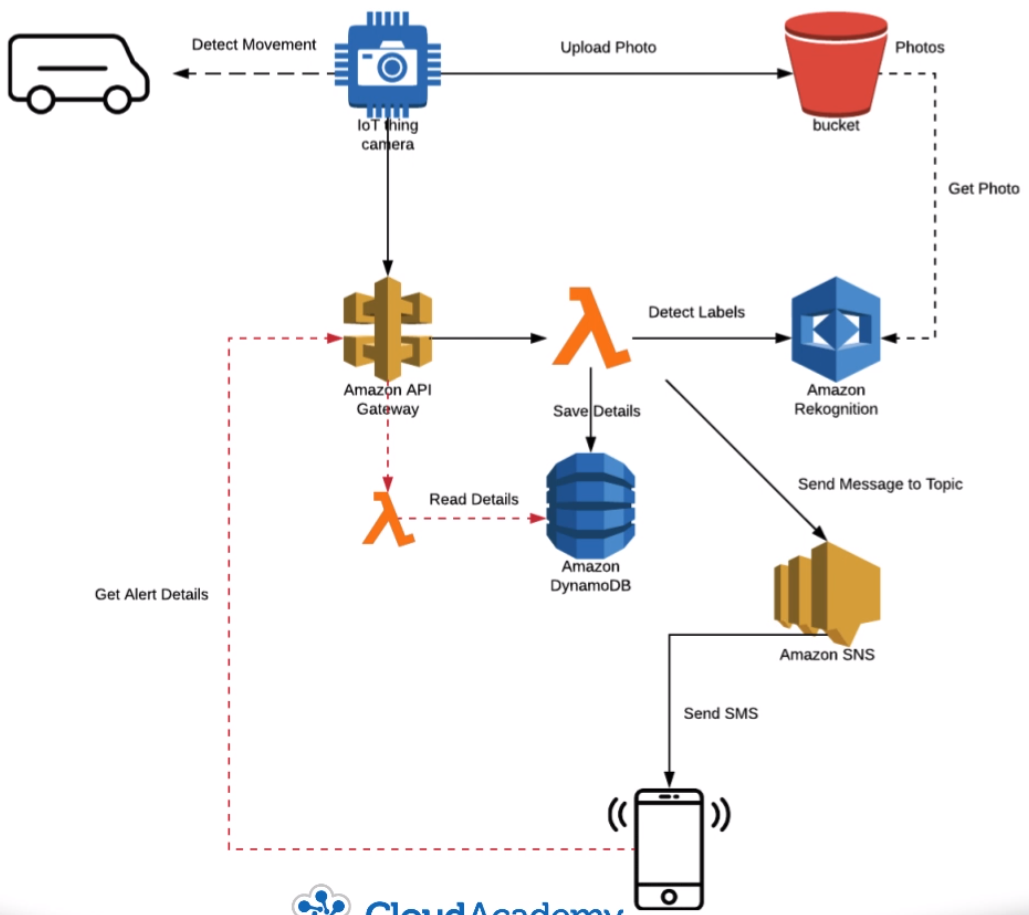 Detect Movement
Upload Photo
Photos
IoT thing
camera
bucket
Get Photo
Detect Labels
Amazon API
Gateway
Amazon
Rekognition
Save Details
Send Message to Topic
Read Details
Amazon
DynamoDB
Get Alert Details
Amazon SNS
Send SMS
CloudAcademy